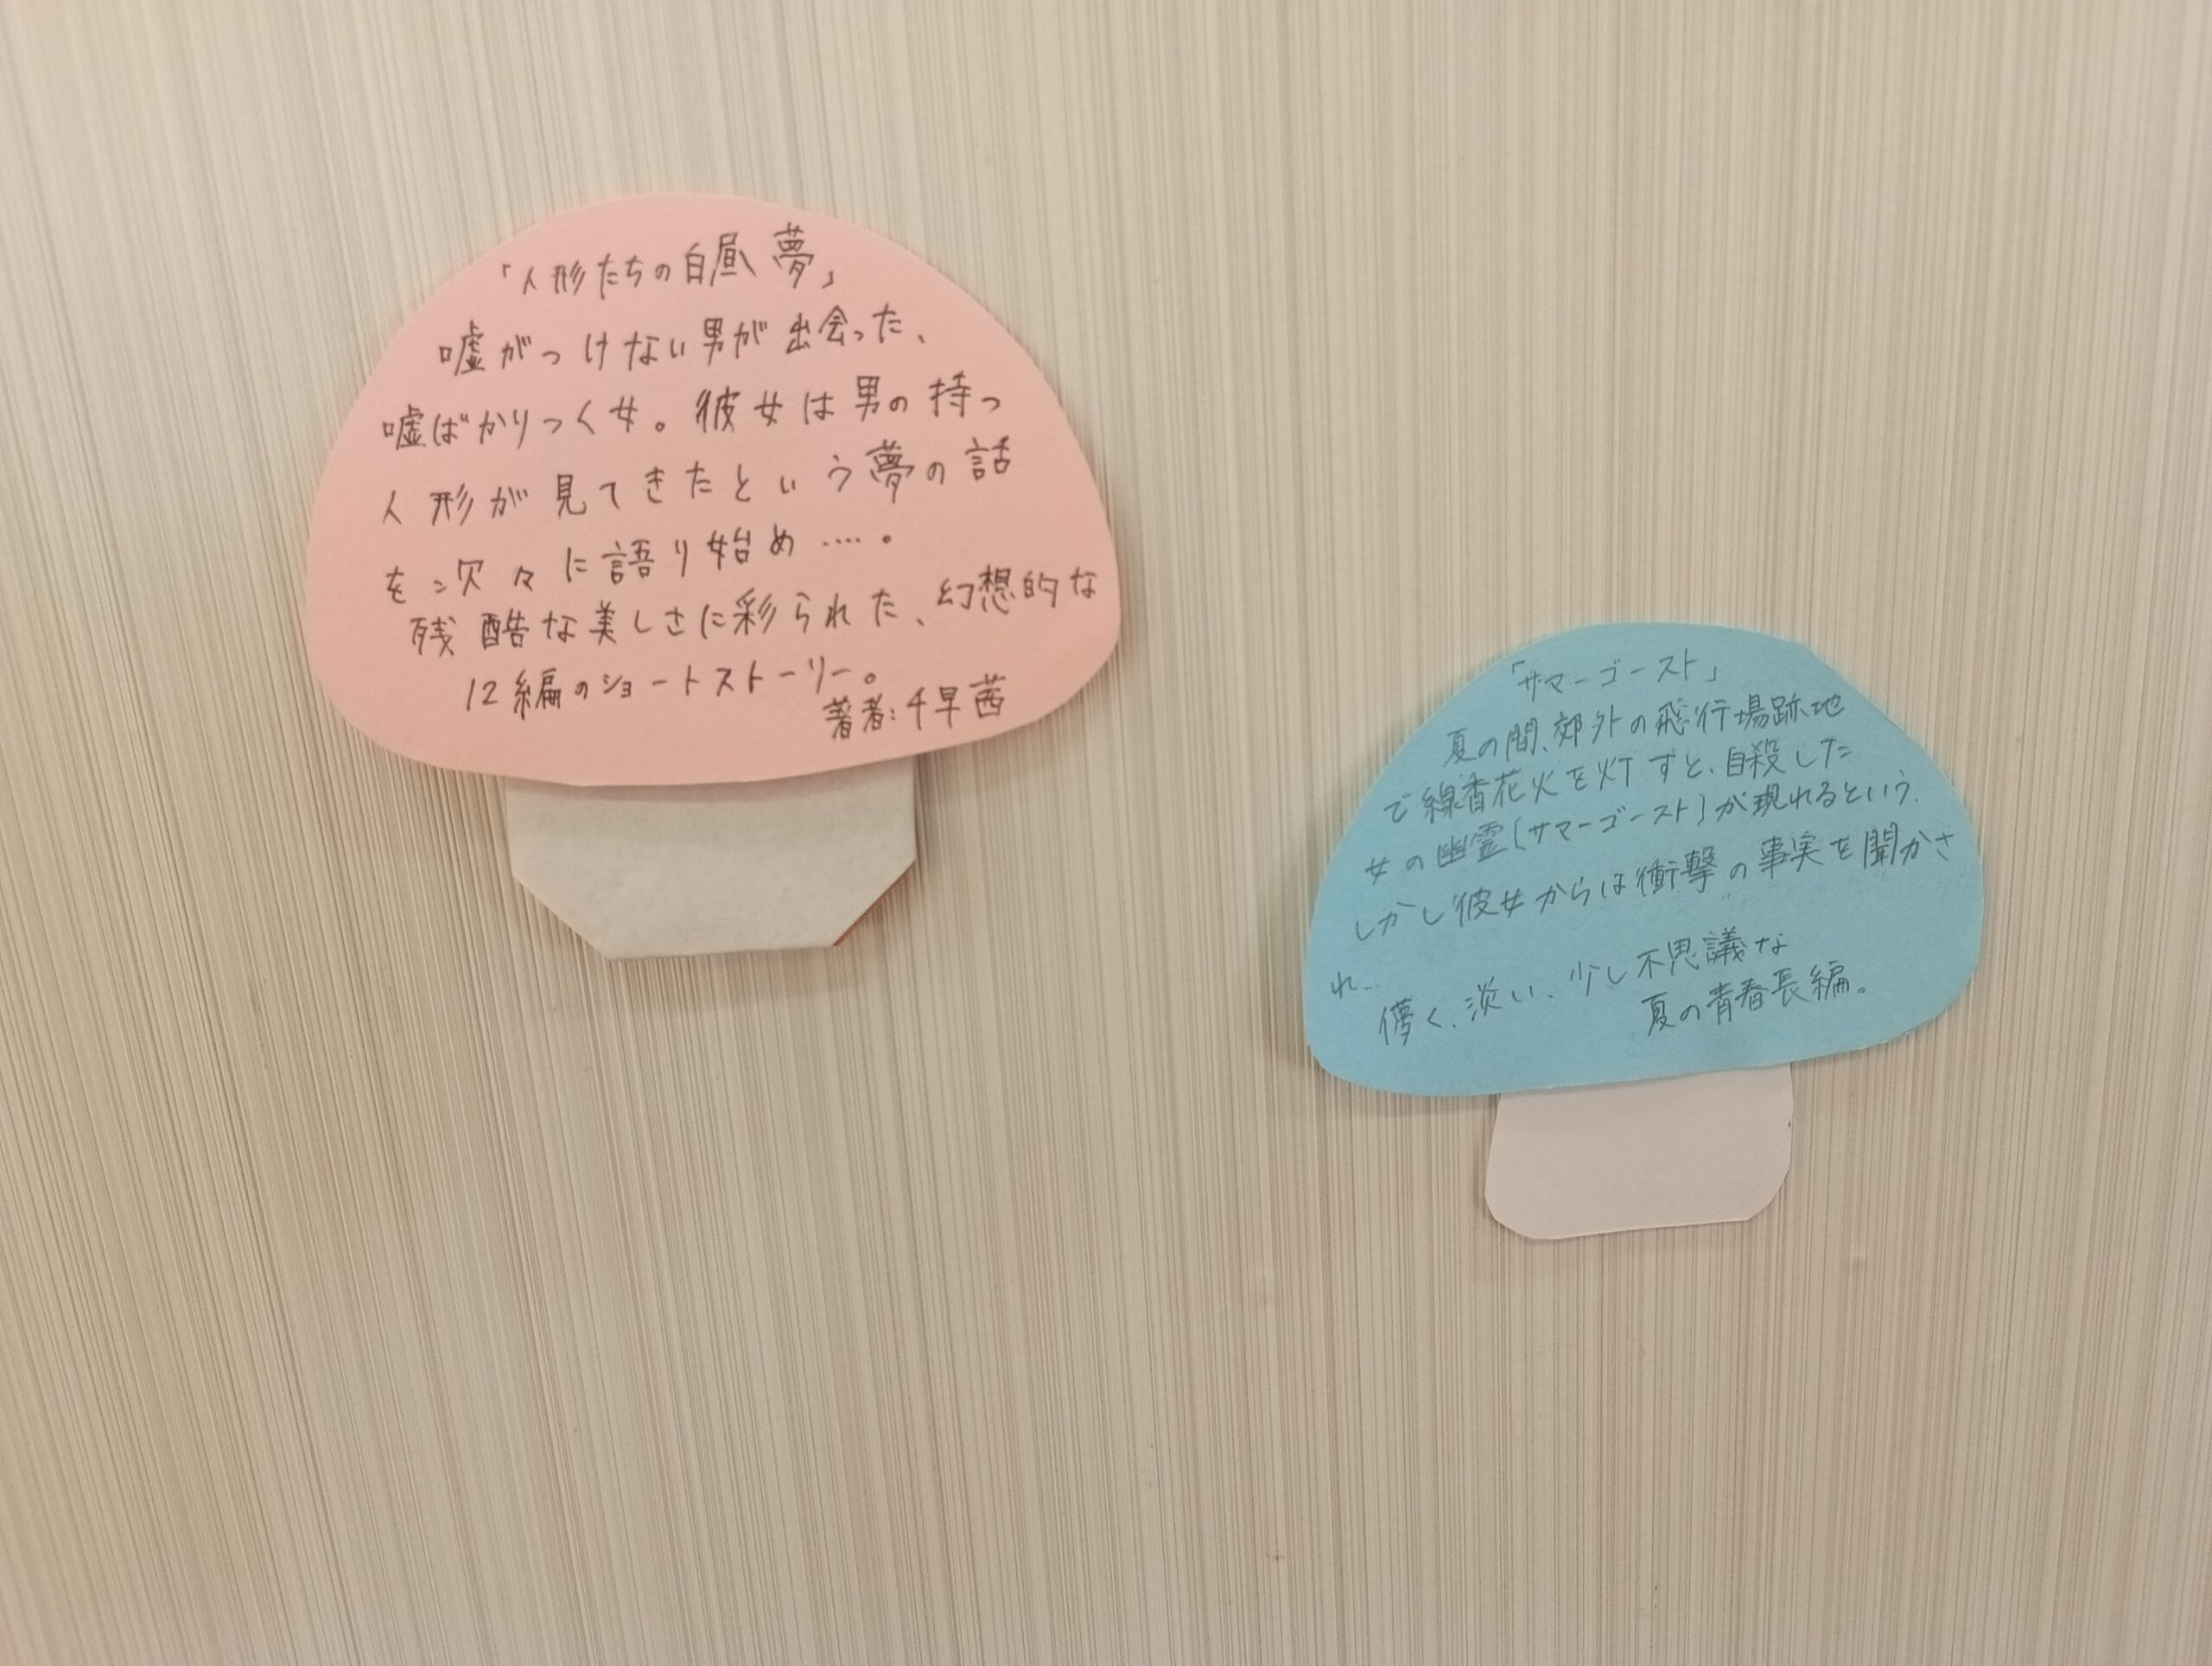 「人形たちの白昼夢」
嘘がつけない男が出会った、
嘘ばかりつく女。彼女は男の持つ
人形が見てきたという夢の話
を次々に語り始め‥‥。
残酷な美しさに彩られた、幻想的な
12編のショートストーリー。
著者:千早茜
「サマーゴースト」
夏の間、郊外の飛行場跡地
で線香花火を灯すと、自殺した
女の幽霊(サマーゴースト)が現れるという.
しかし彼女からは衝撃の事実を聞かさ
れ‥
儚く、淡い、少し不思議な
夏の青春長編。